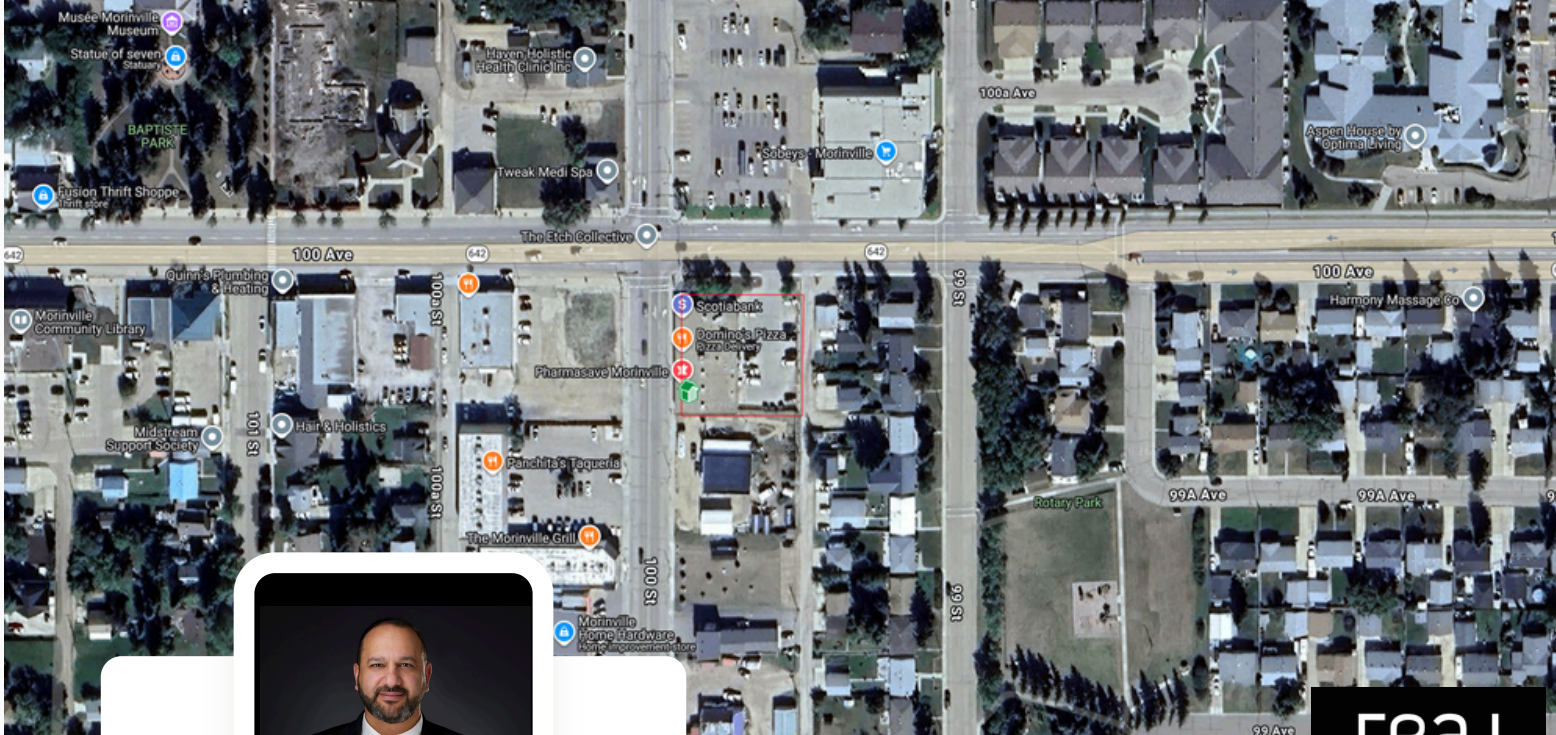 Musée Morinville
Museum
Statue of seven
Statuary
BAPTISTE
PARK
Fusion Thrift Shoppe
Thrift store
Haven Holistic
Health Clinic Inc
Tweak Medi Spa
Sobeys - Morinville
100a Ave
Aspen House by
Optima Living
The Etch Collective
642
100 Ave
642
642
100 Ave
Quinn's Plumbing
& Heating
Morinville
Community Library
100a St
Scotiabank
Domino's Pizza
Pizza Delivery
Pharmasave Morinville
99 St
Harmony Massage Co
101 St
Midstream
Support Society
Hair & Holistics
Panchita's Taqueria
100a St
The Morinville Grill
100 St
Rotary Park
99A Ave
99A Ave
99 St
Morinville
Home Hardware
Home improvement store
99 Ave